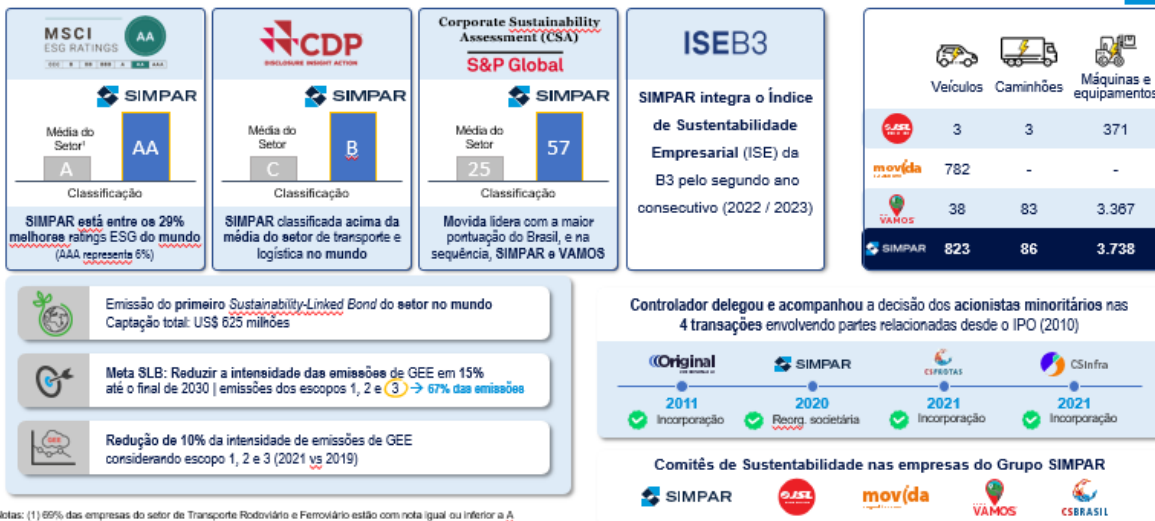 MSCI
ESG RATINGS
AA
CCC B BB BBB A AA AAA
SIMPAR
Média do
Setor¹
A
AA
Classificação
SIMPAR está entre os 29%
melhores ratings ESG do mundo
(AAA representa 6%)
CDP
DISCLOSURE INSIGHT ACTION
SIMPAR
Média do
Setor
C
B
Classificação
SIMPAR classificada acima da
média do setor de transporte e
logística no mundo
Corporate Sustainability
Assessment (CSA)
S&P Global
SIMPAR
Média do
Setor
25
57
Classificação
Movida lidera com a maior
pontuação do Brasil, e na
sequência, SIMPAR e VAMOS
ISEB3
SIMPAR integra o Índice
de Sustentabilidade
Empresarial (ISE) da
B3 pelo segundo ano
consecutivo (2022 / 2023)
Veículos Caminhões Máquinas e
equipamentos
JSL 3 3 371
movida 782 - -
VAMOS 38 83 3.367
SIMPAR 823 86 3.738
Emissão do primeiro Sustainability-Linked Bond do setor no mundo
Captação total: US$ 625 milhões
Meta SLB: Reduzir a intensidade das emissões de GEE em 15%
até o final de 2030 | emissões dos escopos 1, 2 e 3 → 67% das emissões
GEE
Redução de 10% da intensidade de emissões de GEE
considerando escopo 1, 2 e 3 (2021 vs 2019)
Controlador delegou e acompanhou a decisão dos acionistas minoritários nas
4 transações envolvendo partes relacionadas desde o IPO (2010)
Original
SIMPAR
CSFROTAS
CSInfra
2011
Incorporação
2020
Reorg. societária
2021
Incorporação
2021
Incorporação
Comitês de Sustentabilidade nas empresas do Grupo SIMPAR
SIMPAR
JSL
movida
VAMOS
CSBRASIL
Notas: (1) 69% das empresas do setor de Transporte Rodoviário e Ferroviário estão com nota igual ou inferior a A